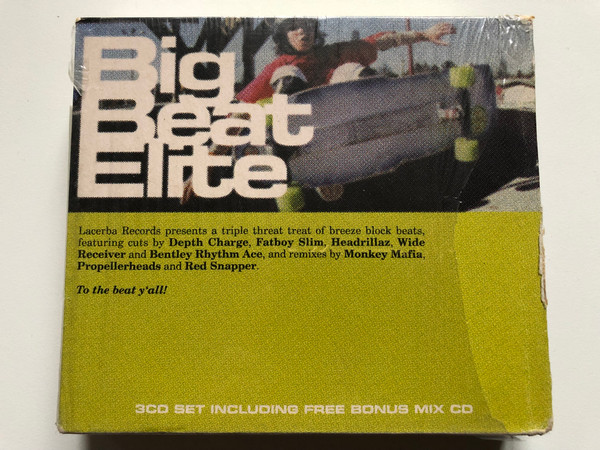 Big
Beat
Elite
Lacerba Records presents a triple threat treat of breeze block beats,
featuring cuts by Depth Charge, Fatboy Slim, Headrillaz, Wide
Receiver and Bentley Rhythm Ace, and remixes by Monkey Mafia,
Propellerheads and Red Snapper.
To the beat y'all!
3CD SET INCLUDING FREE BONUS MIX CD